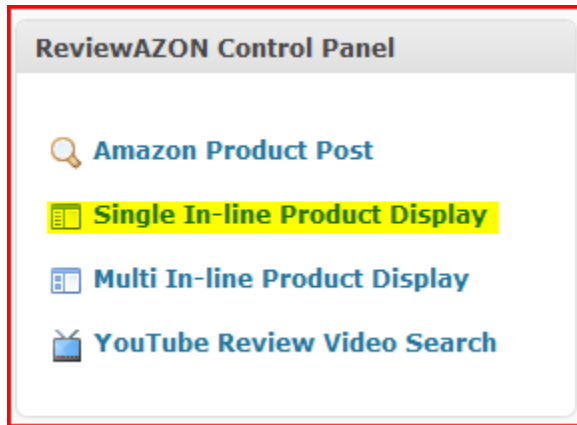 ReviewAZON Control Panel
Amazon Product Post
Single In-line Product Display
Multi In-line Product Display
YouTube Review Video Search